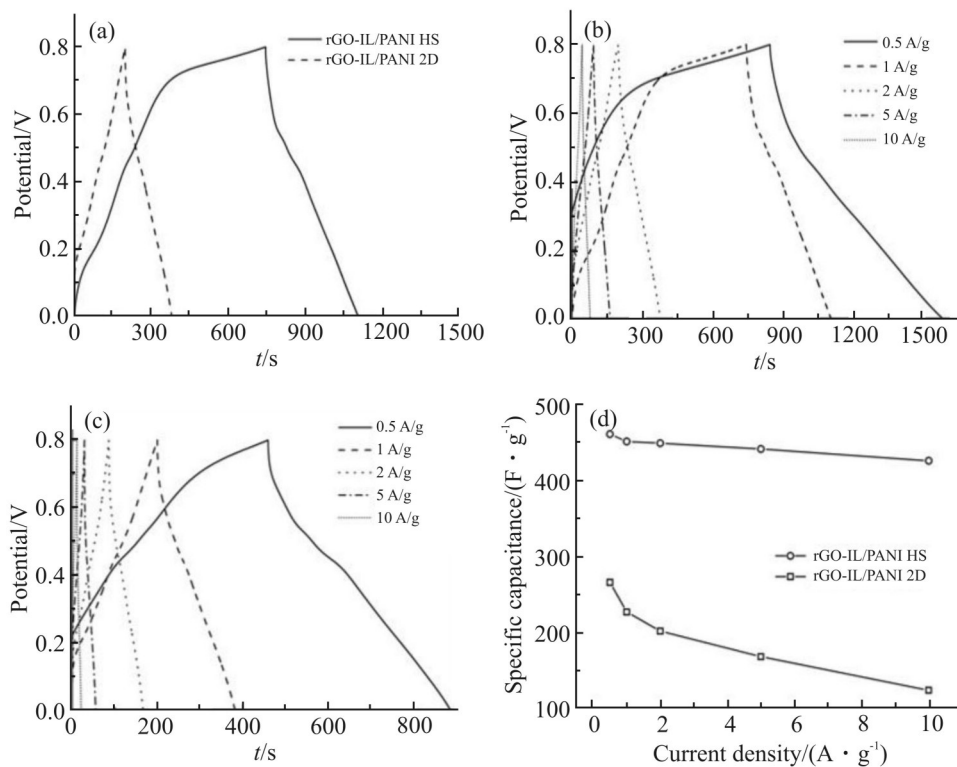 (a)
rGO-IL/PANI HS
rGO-IL/PANI 2D
Potential/V
0.8
0.6
0.4
0.2
0.0
0 300 600 900 1200 1500
t/s
(b)
0.5 A/g
1 A/g
2 A/g
5 A/g
10 A/g
Potential/V
0.8
0.6
0.4
0.2
0.0
0 300 600 900 1200 1500
t/s
(c)
0.5 A/g
1 A/g
2 A/g
5 A/g
10 A/g
Potential/V
0.8
0.6
0.4
0.2
0.0
0 200 400 600 800
t/s
(d)
rGO-IL/PANI HS
rGO-IL/PANI 2D
Specific capacitance/(F · g⁻¹)
500
450
400
300
200
100
0 2 4 6 8 10
Current density/(A · g⁻¹)